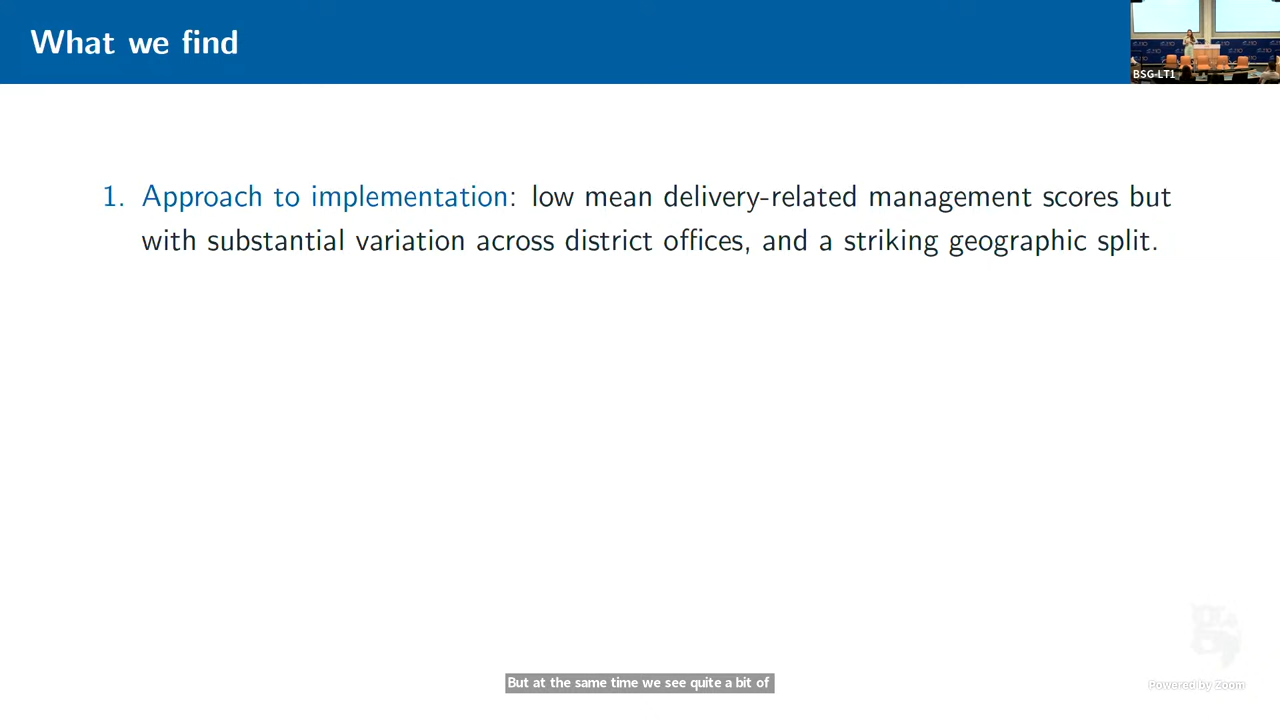 What we find
BSG-LT1
1. Approach to implementation: low mean delivery-related management scores but
with substantial variation across district offices, and a striking geographic split.
But at the same time we see quite a bit of
Powered by Zoom